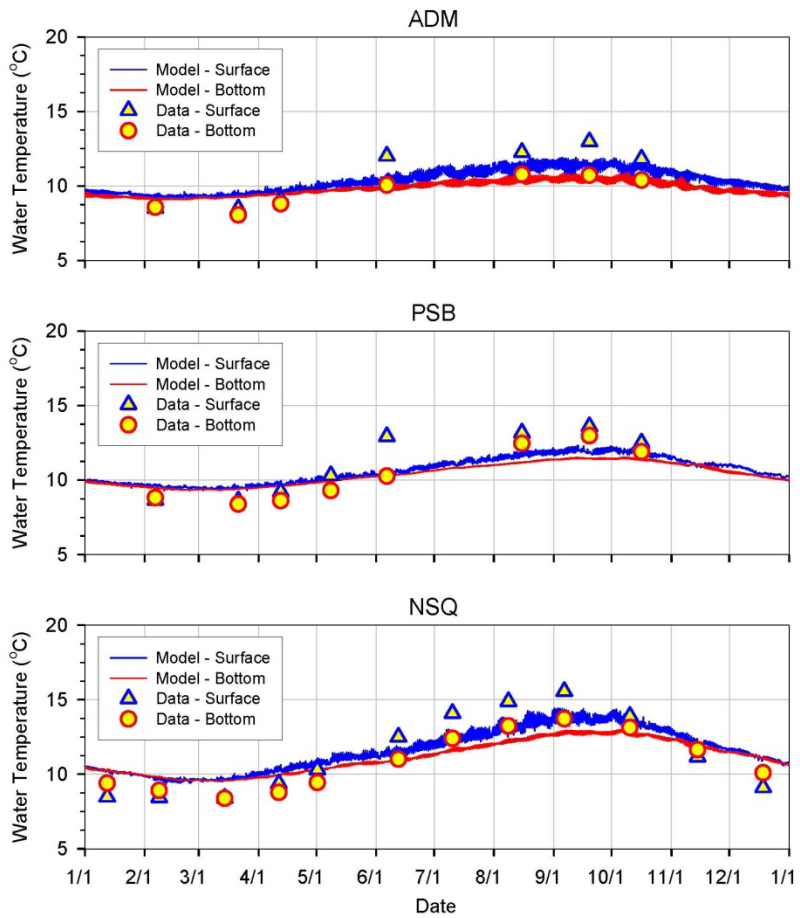 ADM
Water Temperature (°C)
20
15
10
5
Model - Surface
Model - Bottom
Data - Surface
Data - Bottom
PSB
Water Temperature (°C)
20
15
10
5
Model - Surface
Model - Bottom
Data - Surface
Data - Bottom
NSQ
Water Temperature (°C)
20
15
10
5
Model - Surface
Model - Bottom
Data - Surface
Data - Bottom
1/1 2/1 3/1 4/1 5/1 6/1 7/1 8/1 9/1 10/1 11/1 12/1 1/1
Date